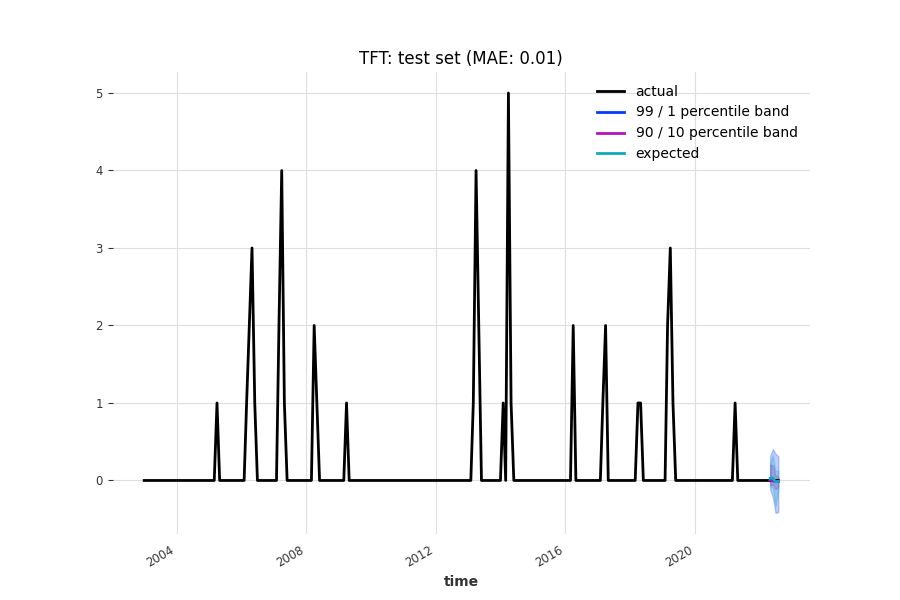 TFT: test set (MAE: 0.01)
actual
99 / 1 percentile band
90 / 10 percentile band
expected
5
4
3
2
1
0
2004
2008
2012
2016
2020
time